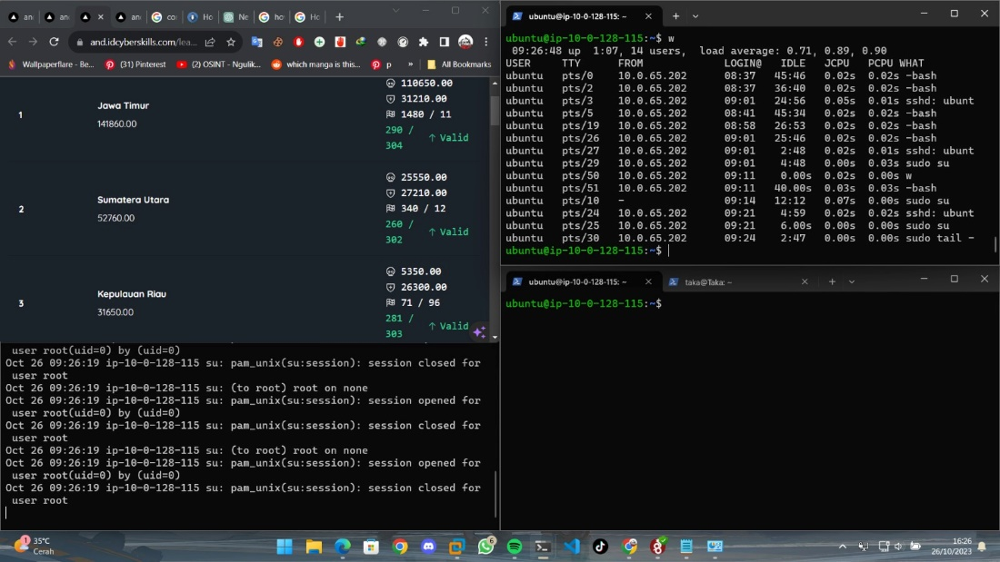 and
and
and
and
co
Ho
Ne
ho
Ho
and.idcyberskills.com/lea...
Wallpaperflare - Be...
(31) Pinterest
(2) OSINT - Ngulik...
which manga is this...
p
»
All Bookmarks
110650.00
1
Jawa Timur
31210.00
141860.00
1480 / 11
290 /
304
↑ Valid
25550.00
2
Sumatera Utara
27210.00
52760.00
340 / 12
260 /
302
↑ Valid
5350.00
3
Kepulauan Riau
26300.00
31650.00
71 / 96
281 /
303
↑ Valid
user root(uid=0) by (uid=0)
Oct 26 09:26:19 ip-10-0-128-115 su: pam_unix(su:session): session closed for
user root
Oct 26 09:26:19 ip-10-0-128-115 su: (to root) root on none
Oct 26 09:26:19 ip-10-0-128-115 su: pam_unix(su:session): session opened for
user root(uid=0) by (uid=0)
Oct 26 09:26:19 ip-10-0-128-115 su: pam_unix(su:session): session closed for
user root
Oct 26 09:26:19 ip-10-0-128-115 su: (to root) root on none
Oct 26 09:26:19 ip-10-0-128-115 su: pam_unix(su:session): session opened for
user root(uid=0) by (uid=0)
Oct 26 09:26:19 ip-10-0-128-115 su: pam_unix(su:session): session closed for
user root
ubuntu@ip-10-0-128-115: ~
ubuntu@ip-10-0-128-115:~$ w
09:26:48 up 1:07, 14 users, load average: 0.71, 0.89, 0.90
USER TTY FROM LOGIN@ IDLE JCPU PCPU WHAT
ubuntu pts/0 10.0.65.202 08:37 45:46 0.02s 0.02s -bash
ubuntu pts/2 10.0.65.202 08:37 36:40 0.02s 0.02s -bash
ubuntu pts/3 10.0.65.202 09:01 24:56 0.05s 0.01s sshd: ubunt
ubuntu pts/5 10.0.65.202 08:41 45:34 0.02s 0.02s -bash
ubuntu pts/19 10.0.65.202 08:58 26:53 0.02s 0.02s -bash
ubuntu pts/26 10.0.65.202 09:01 25:46 0.02s 0.02s -bash
ubuntu pts/27 10.0.65.202 09:01 2:48 0.02s 0.01s sshd: ubunt
ubuntu pts/29 10.0.65.202 09:01 4:48 0.00s 0.03s sudo su
ubuntu pts/50 10.0.65.202 09:11 0.00s 0.02s 0.00s w
ubuntu pts/51 10.0.65.202 09:11 40.00s 0.03s 0.03s -bash
ubuntu pts/10 - 09:14 12:12 0.07s 0.00s sudo su
ubuntu pts/24 10.0.65.202 09:21 4:59 0.02s 0.00s sshd: ubunt
ubuntu pts/25 10.0.65.202 09:21 6.00s 0.00s 0.00s sudo su
ubuntu pts/30 10.0.65.202 09:24 2:47 0.00s 0.00s sudo tail -
ubuntu@ip-10-0-128-115:~$
ubuntu@ip-10-0-128-115: ~
taka@Taka: ~
ubuntu@ip-10-0-128-115:~$
1
35°C
Cerah
6
16:26
26/10/2023